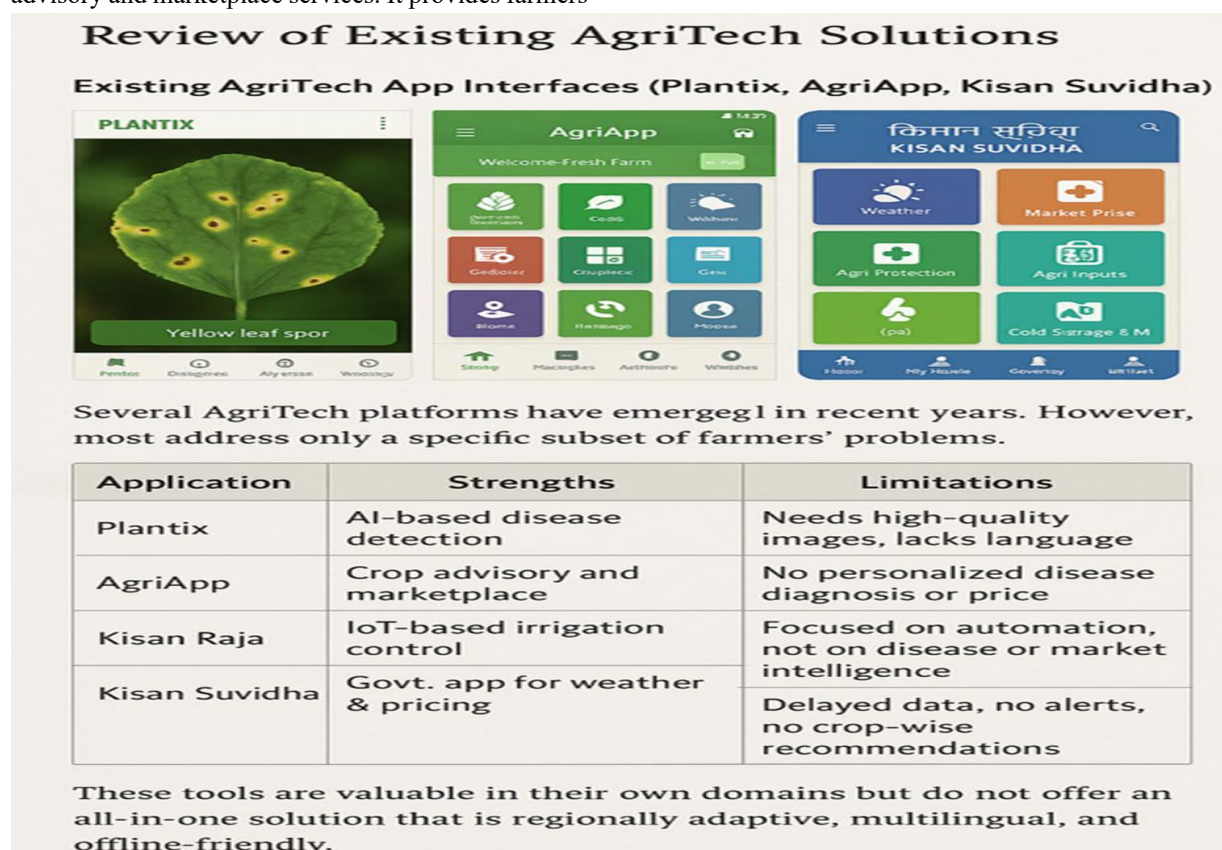 advisory and marketplace services. It provides farmers
Review of Existing AgriTech Solutions
Existing AgriTech App Interfaces (Plantix, AgriApp, Kisan Suvidha)
PLANTIX
Yellow leaf spor
14:25
AgriApp
Welcome-Fresh Farm
KISAN SUVIDHA
Weather
Market Prise
Agri Protection
Agri Inputs
(pa)
Cold Sgrage & M
Several AgriTech platforms have emergegl in recent years. However,
most address only a specific subset of farmers' problems.
Application Strengths Limitations
Plantix
AI-based disease
detection
Needs high-quality
images, lacks language
AgriApp
Crop advisory and
marketplace
No personalized disease
diagnosis or price
Kisan Raja
IoT-based irrigation
control
Focused on automation,
not on disease or market
intelligence
Kisan Suvidha
Govt. app for weather
& pricing
Delayed data, no alerts,
no crop-wise
recommendations
These tools are valuable in their own domains but do not offer an
all-in-one solution that is regionally adaptive, multilingual, and
offline-friendly.